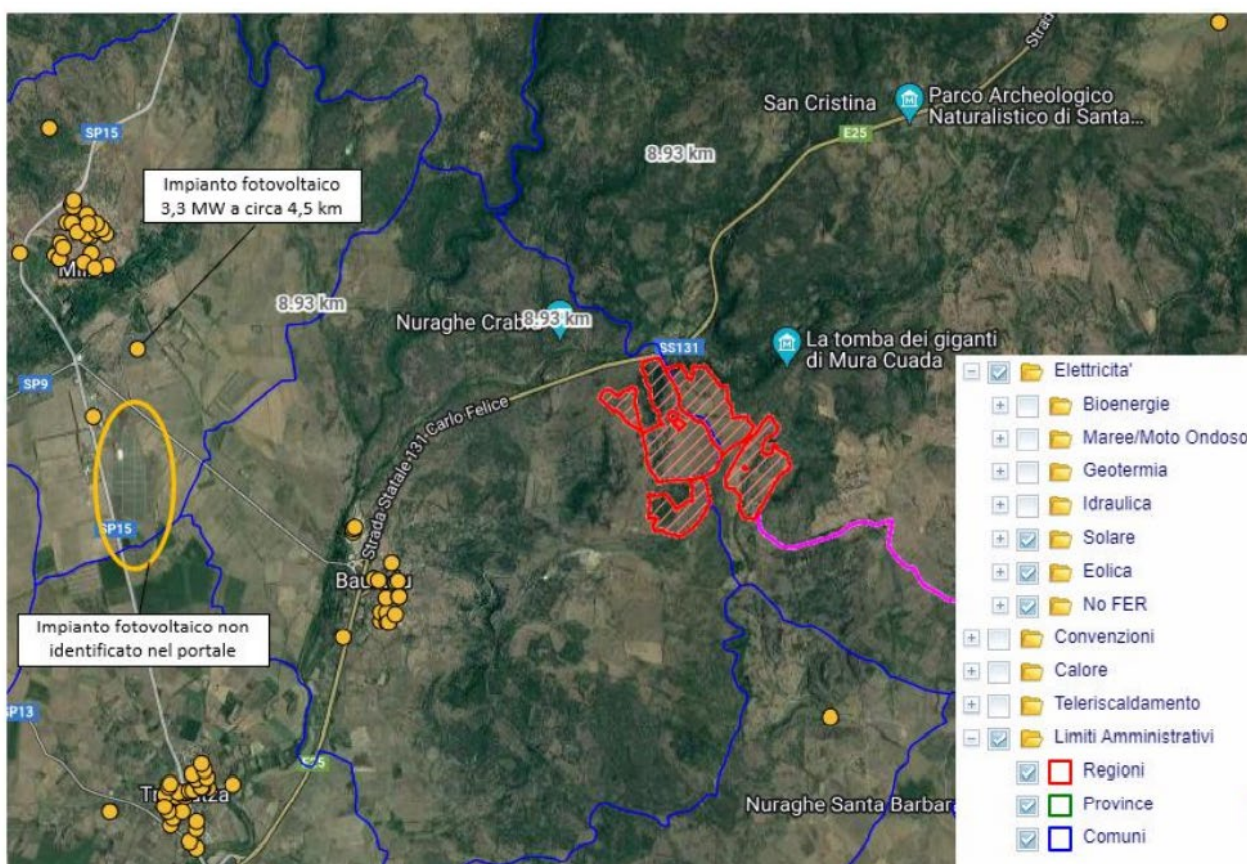 Strad
San Cristina
Parco Archeologico
Naturalistico di Santa...
E25
SP15
8.93 km
Impianto fotovoltaico
3,3 MW a circa 4,5 km
8.93 km
Nuraghe Crab
8.93 km
SS131
La tomba dei giganti
di Mura Cuada
SP9
Strada Statale 131 Carlo Felice
SP15
Impianto fotovoltaico non
identificato nel portale
SP13
Nuraghe Santa Barbar
Elettricita'
Bioenergie
Maree/Moto Ondoso
Geotermia
Idraulica
Solare
Eolica
No FER
Convenzioni
Calore
Teleriscaldamento
Limiti Amministrativi
Regioni
Province
Comuni